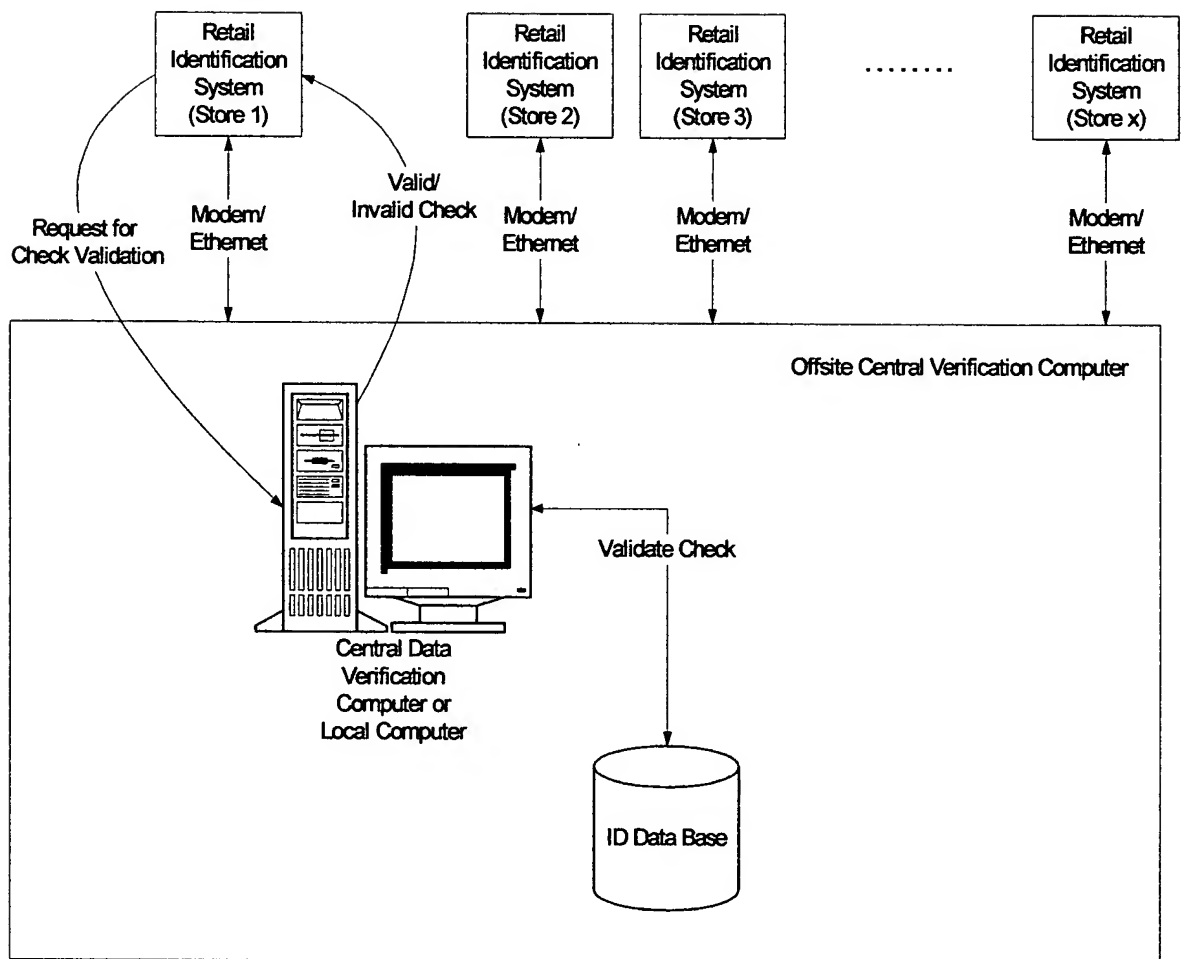 Retail
Identification
System
(Store 1)
Retail
Identification
System
(Store 2)
Retail
Identification
System
(Store 3)
........
Retail
Identification
System
(Store x)
Request for
Check Validation
Modem/
Ethernet
Valid/
Invalid Check
Modem/
Ethernet
Modem/
Ethernet
Modem/
Ethernet
Offsite Central Verification Computer
Validate Check
Central Data
Verification
Computer or
Local Computer
ID Data Base